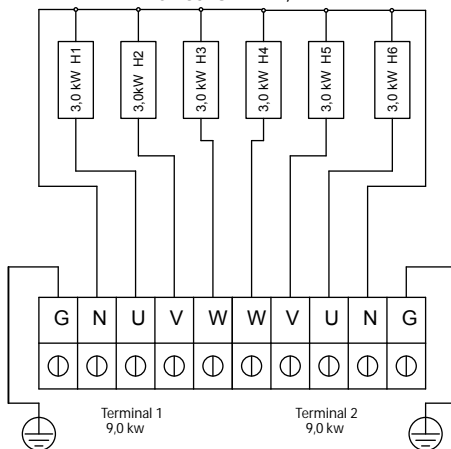 3,0 kW H1
3,0kW H2
3,0 kW H3
3,0 kW H4
3,0 kW H5
3,0 kW H6
G N U V W W V U N G
Terminal 1
9,0 kw
Terminal 2
9,0 kw